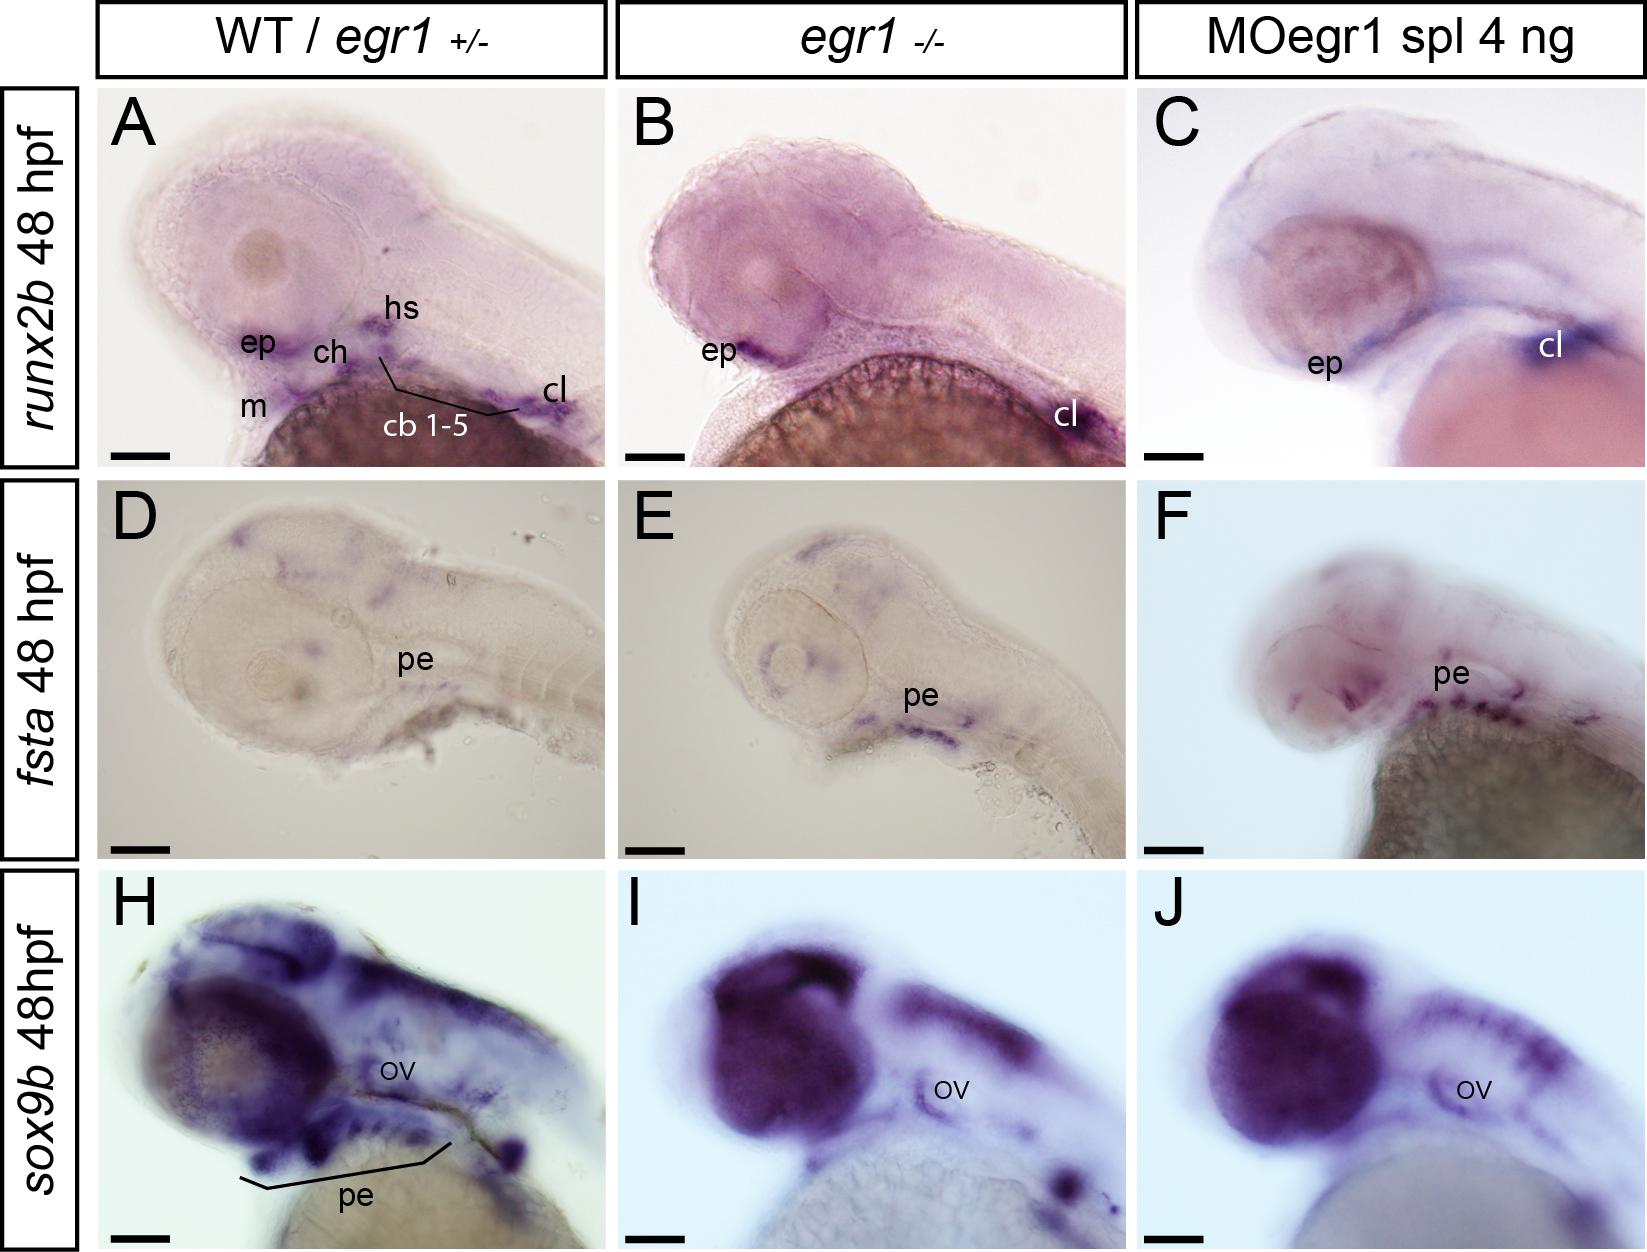 WT / egr1 +/-
egr1 -/-
MOegr1 spl 4 ng
runx2b 48 hpf
A
hs
ep
ch
m
cl
cb 1-5
B
ep
cl
C
ep
cl
fsta 48 hpf
D
pe
E
pe
F
pe
sox9b 48hpf
H
ov
pe
I
ov
J
ov